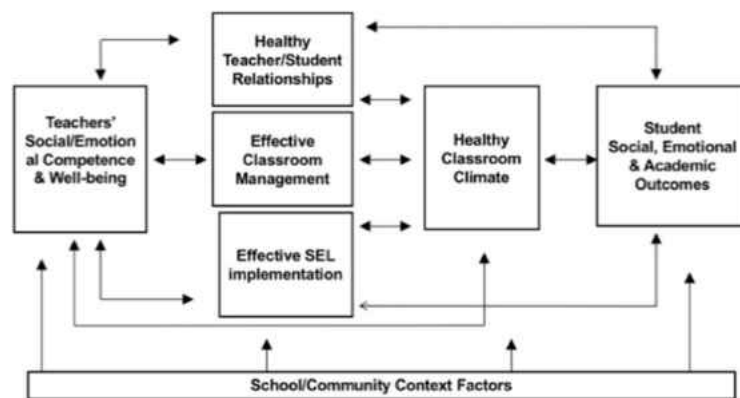 Healthy
Teacher/Student
Relationships
Teachers'
Social/Emotion
al Competence
& Well-being
Effective
Classroom
Management
Healthy
Classroom
Climate
Student
Social, Emotional
& Academic
Outcomes
Effective SEL
implementation
School/Community Context Factors